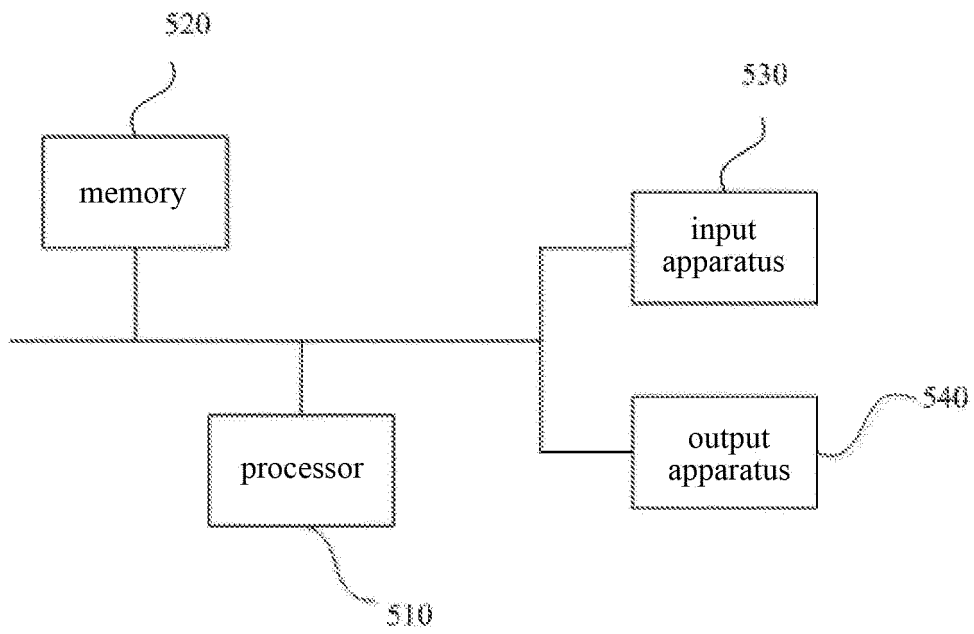 520
530
memory
input
apparatus
540
output
apparatus
processor
510